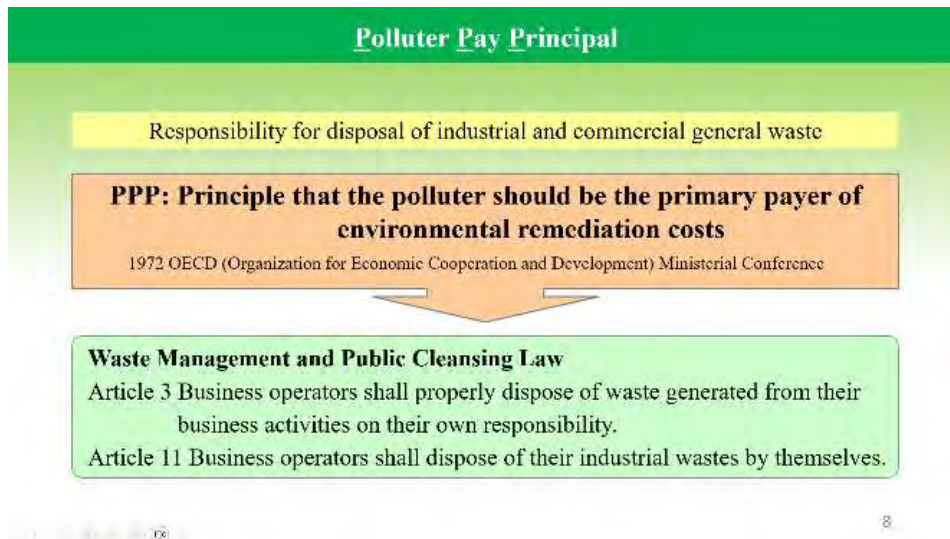 Polluter Pay Principal
Responsibility for disposal of industrial and commercial general waste
PPP: Principle that the polluter should be the primary payer of
environmental remediation costs
1972 OECD (Organization for Economic Cooperation and Development) Ministerial Conference
Waste Management and Public Cleansing Law
Article 3 Business operators shall properly dispose of waste generated from their
business activities on their own responsibility.
Article 11 Business operators shall dispose of their industrial wastes by themselves.
8